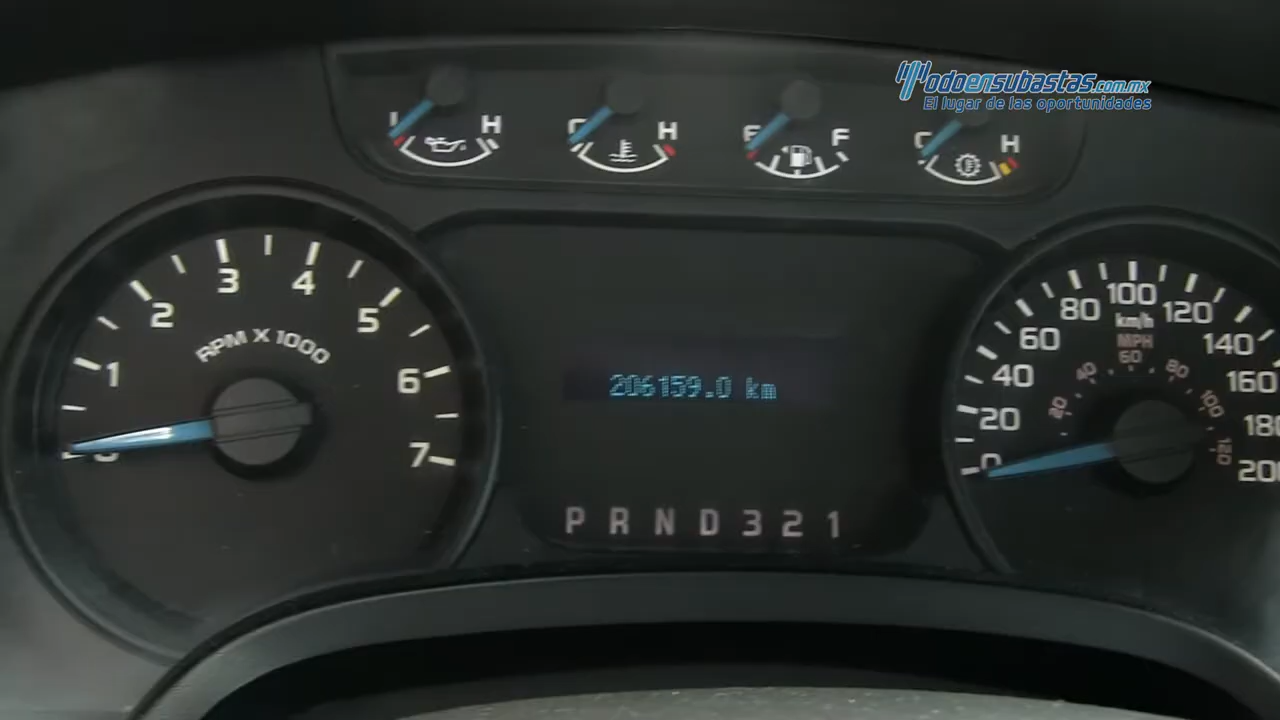 Todoensubastas.com.mx
El lugar de las oportunidades
H
C H
E F
C H
1 2 3 4 5 6 7
RPM X 1000
206159.0 km
P R N D 3 2 1
0 20 40 60 80 100 120 140 160 180 200
km/h
MPH
20 40 60 80 100 120